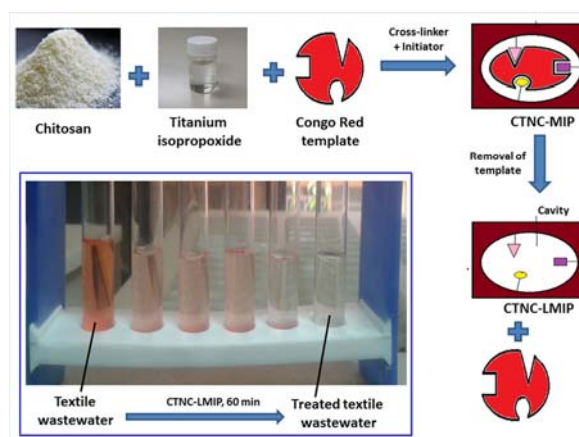 Chitosan
Titanium
isopropoxide
Congo Red
template
Cross-linker
+ Initiator
CTNC-MIP
Removal of
template
Cavity
CTNC-LMIP
Textile
wastewater
CTNC-LMIP, 60 min
Treated textile
wastewater